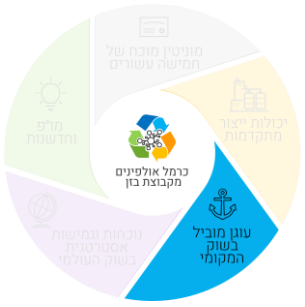 מוניטין מוכח של
חמישה עשורים
יכולות ייצור
מתקדמות
מו״פ
וחדשנות
כרמל אולפינים
מקבוצת בזן
עוגן מוביל
בשוק
המקומי
נוכחות וגמישות
אסטרטגית
בשוק העולמי